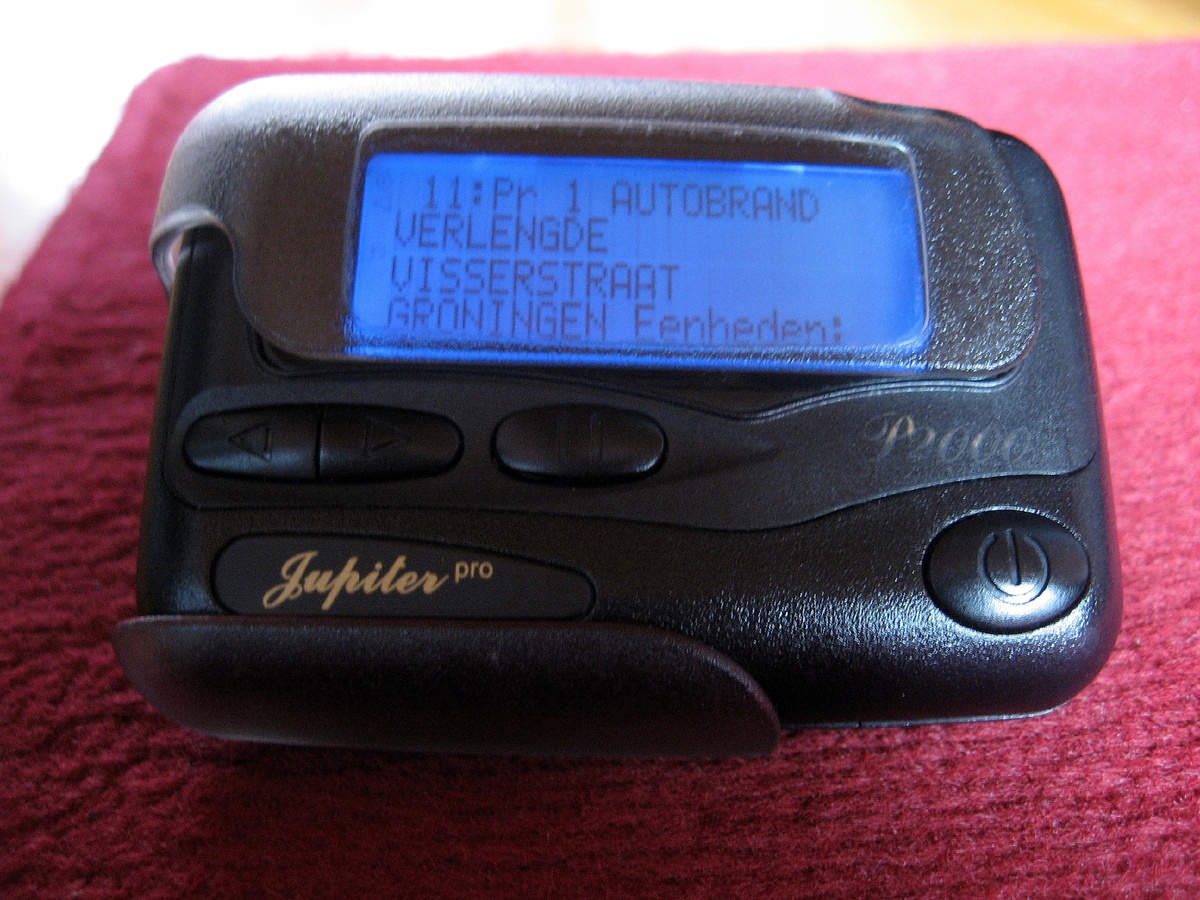 11:Pr 1 AUTOBRAND
VERLENGDE
VISSERSTRAAT
GRONINGEN Eenheden:
P2000
Jupiter pro